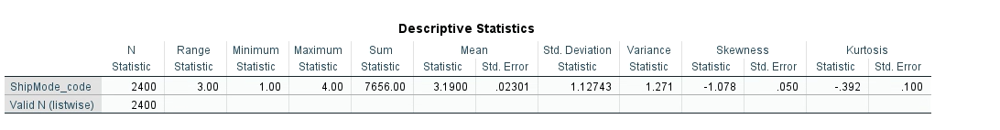 Descriptive Statistics
N Range Minimum Maximum Sum Mean Std. Deviation Variance Skewness Kurtosis
Statistic Statistic Statistic Statistic Statistic Statistic Std. Error Statistic Statistic Statistic Std. Error Statistic Std. Error
ShipMode_code 2400 3.00 1.00 4.00 7656.00 3.1900 .02301 1.12743 1.271 -1.078 .050 -.392 .100
Valid N (listwise) 2400